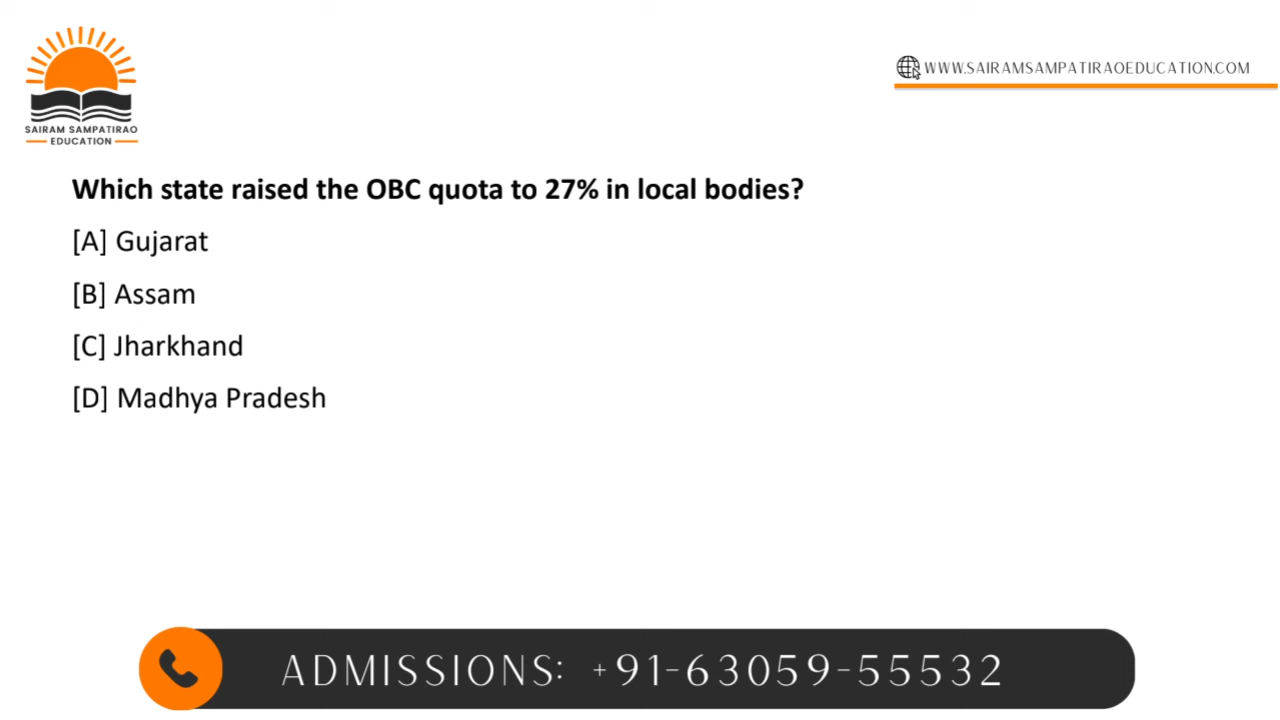 SAIRAM SAMPATIRAO
EDUCATION
WWW.SAIRAMSAMPATIRAOEDUCATION.COM
Which state raised the OBC quota to 27% in local bodies?
[A] Gujarat
[B] Assam
[C] Jharkhand
[D] Madhya Pradesh
ADMISSIONS: +91-63059-55532